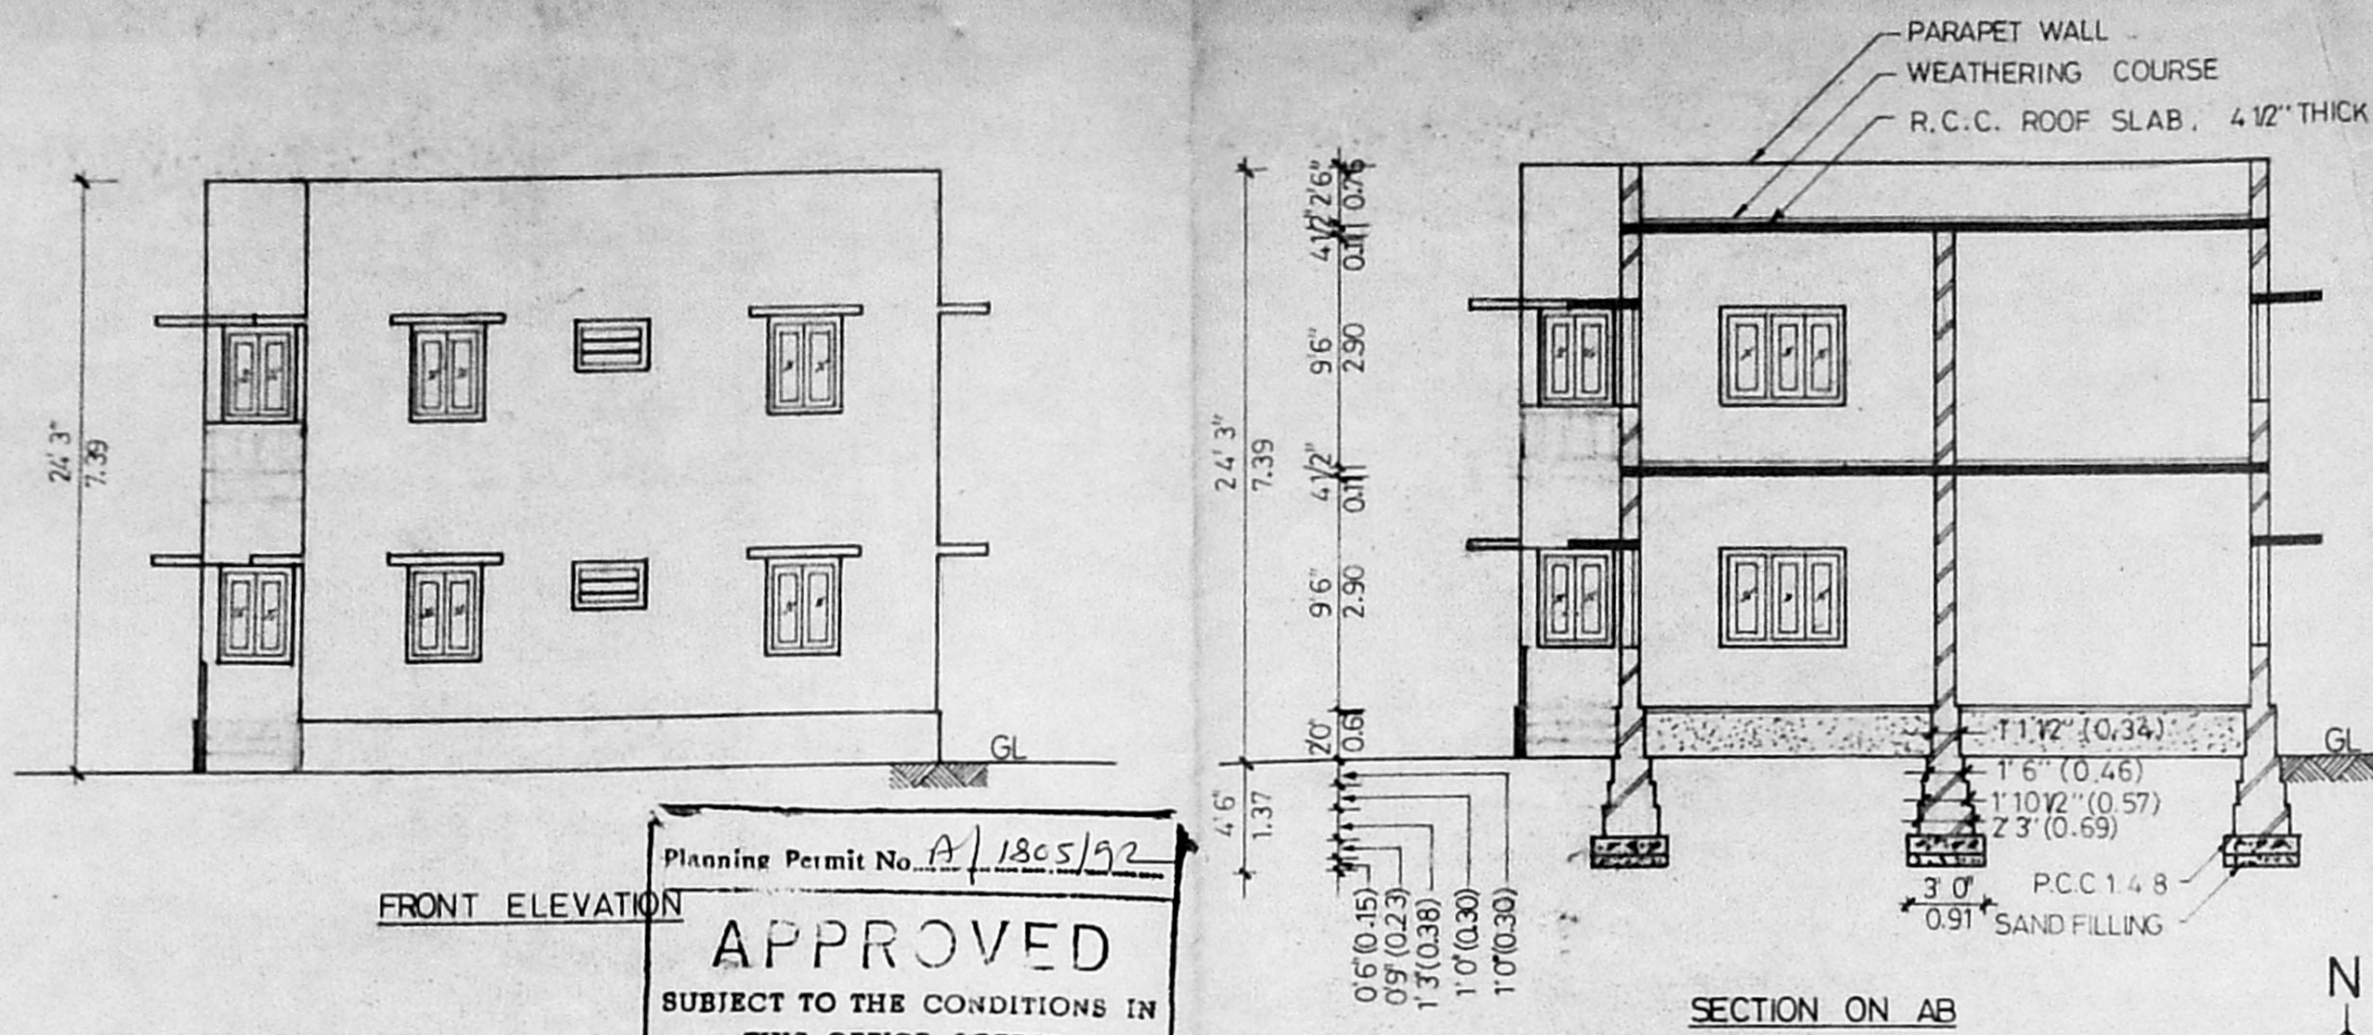 PARAPET WALL
WEATHERING COURSE
R.C.C. ROOF SLAB. 4 1/2" THICK
24' 3"
7.39
GL
FRONT ELEVATION
Planning Permit No. A/1805/92
APPROVED
SUBJECT TO THE CONDITIONS IN
24' 3"
7.39
4' 6"
1.37
2'6"
0.76
4 1/2"
0.11
9' 6"
2.90
4 1/2"
0.11
9' 6"
2.90
2'0"
0.61
0'6" (0.15)
0'9" (0.23)
1' 3" (0.38)
1' 0" (0.30)
1' 0" (0.30)
1' 1 1/2" (0.34)
1' 6" (0.46)
1' 10 1/2" (0.57)
2' 3" (0.69)
GL
P.C.C 1 4 8
3' 0"
0.91
SAND FILLING
SECTION ON AB
N